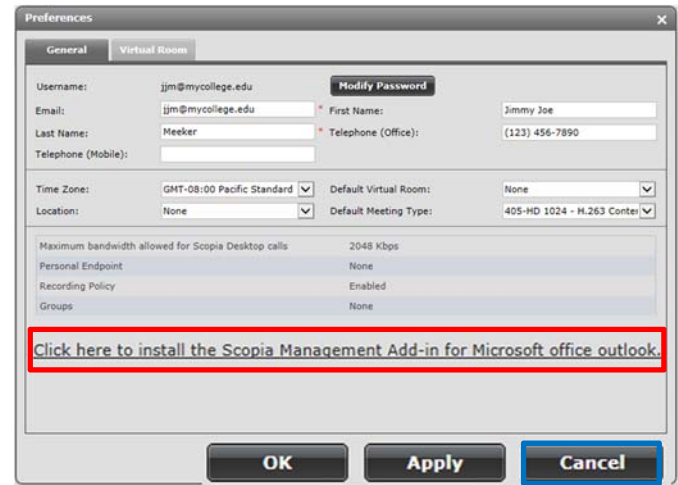 Preferences
General Virtual Room
Username: jjm@mycollege.edu Modify Password
Email: jjm@mycollege.edu * First Name: Jimmy Joe
Last Name: Meeker * Telephone (Office): (123) 456-7890
Telephone (Mobile):
Time Zone: GMT-08:00 Pacific Standard Default Virtual Room: None
Location: None Default Meeting Type: 405-HD 1024 - H.263 Conter
Maximum bandwidth allowed for Scopia Desktop calls 2048 Kbps
Personal Endpoint None
Recording Policy Enabled
Groups None
Click here to install the Scopia Management Add-in for Microsoft office outlook.
OK Apply Cancel